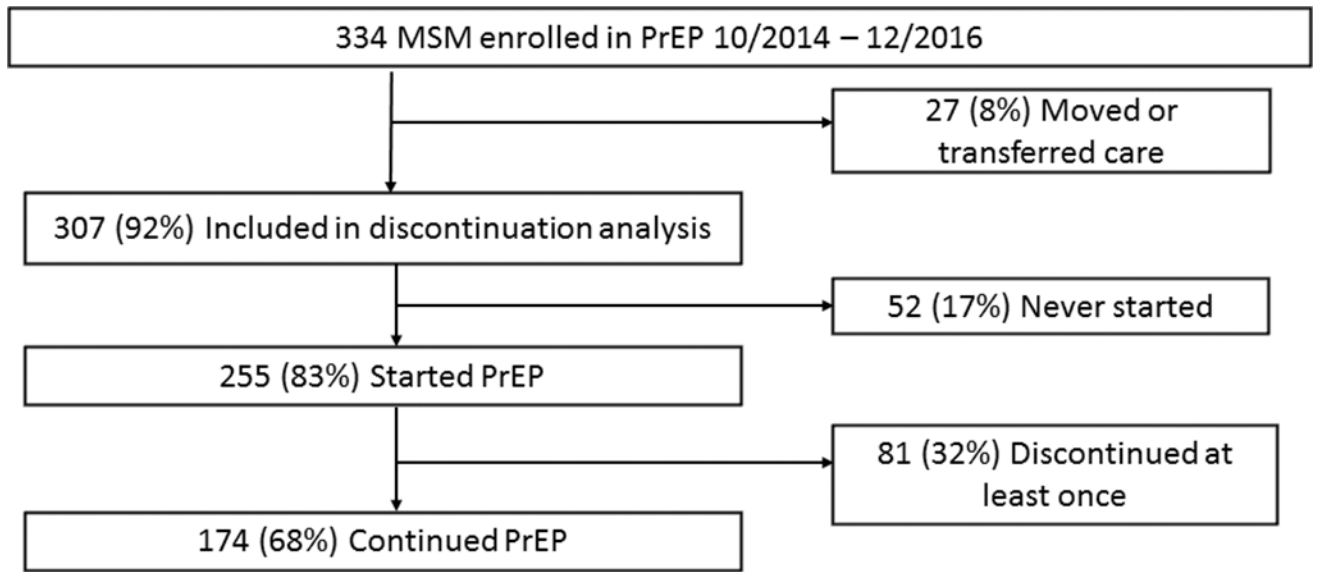 334 MSM enrolled in PrEP 10/2014 – 12/2016
27 (8%) Moved or
transferred care
307 (92%) Included in discontinuation analysis
52 (17%) Never started
255 (83%) Started PrEP
81 (32%) Discontinued at
least once
174 (68%) Continued PrEP